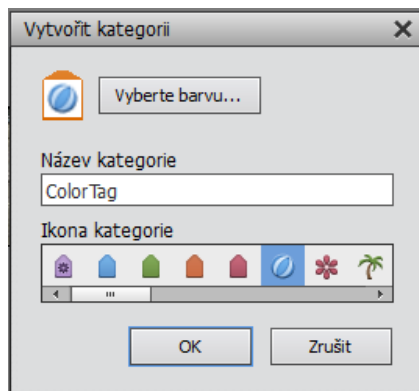 Vytvořit kategorii
Vyberte barvu...
Název kategorie
ColorTag
Ikona kategorie
OK
Zrušit